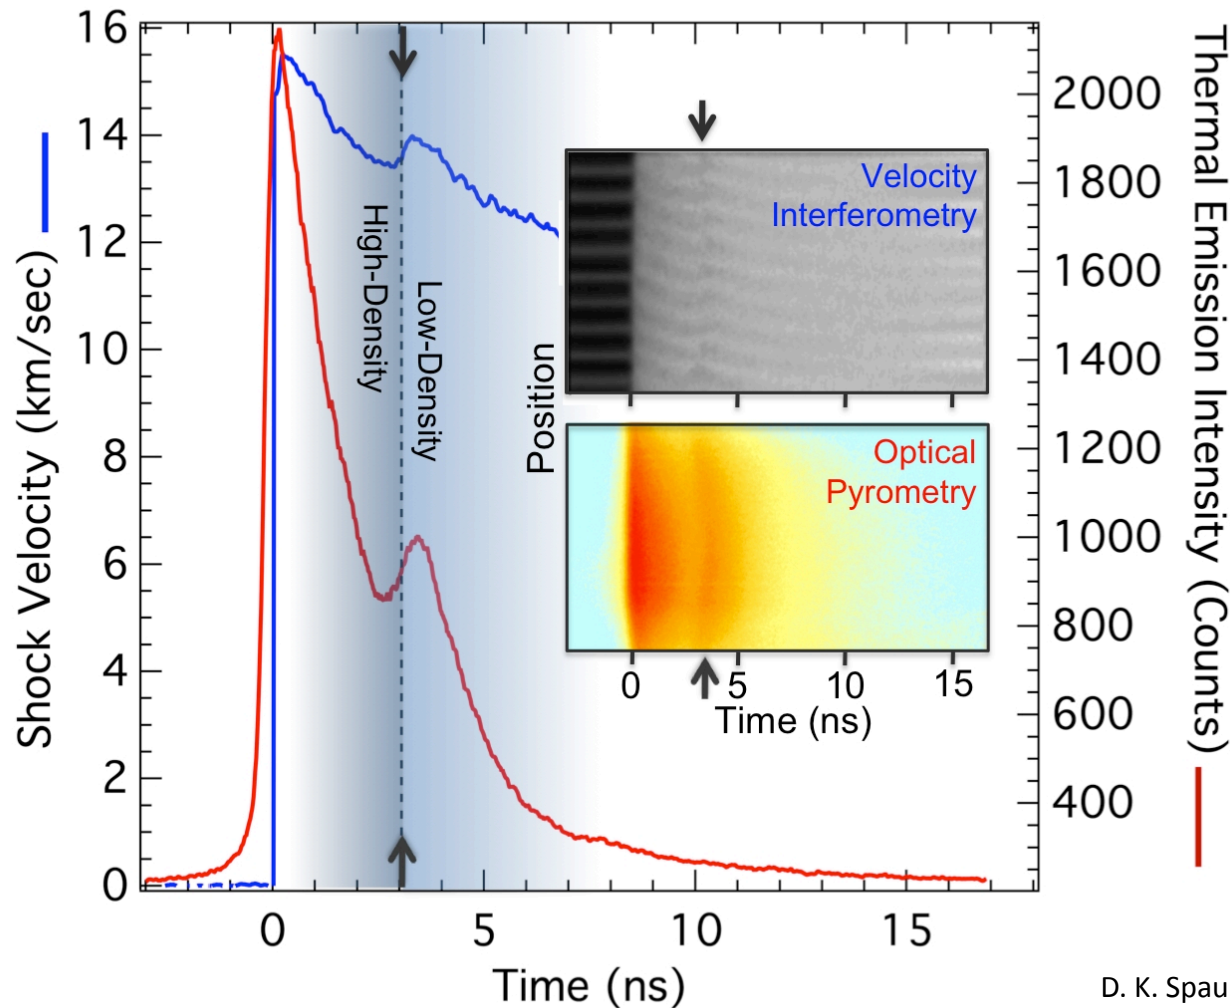 16
14
12
10
8
6
4
2
0
Shock Velocity (km/sec)
High-Density
Low-Density
Position
Velocity
Interferometry
Optical
Pyrometry
0
5
10
15
Time (ns)
2000
1800
1600
1400
1200
1000
800
600
400
Thermal Emission Intensity (Counts)
0
5
10
15
Time (ns)
D. K. Spau